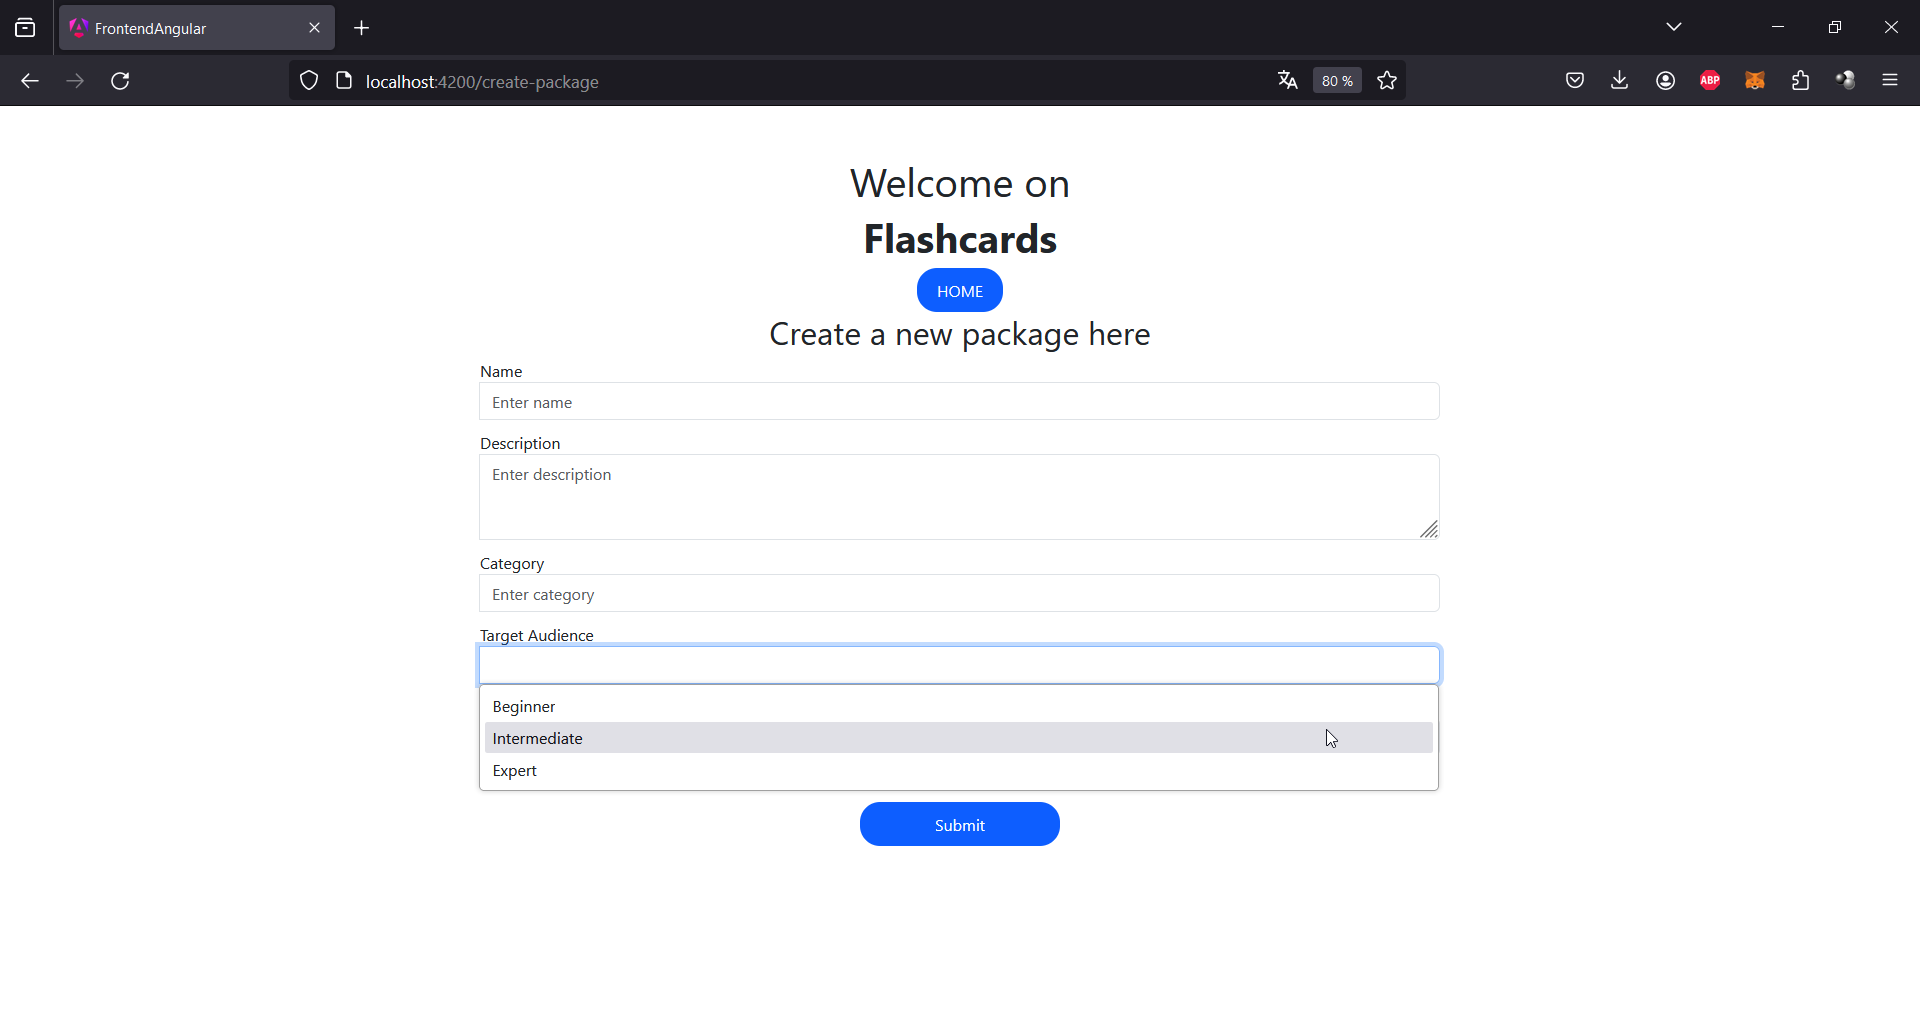 FrontendAngular
localhost:4200/create-package
80 %
ABP
Welcome on
Flashcards
HOME
Create a new package here
Name
Enter name
Description
Enter description
Category
Enter category
Target Audience
Beginner
Intermediate
Expert
Submit